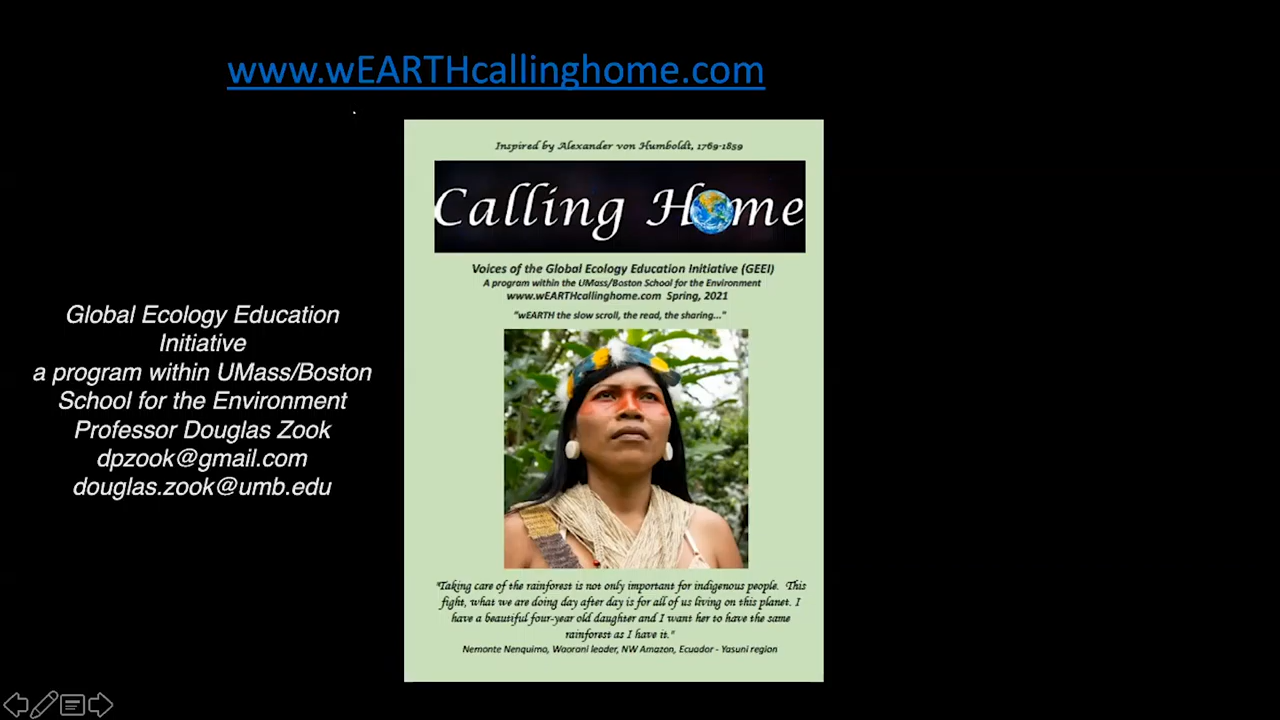 www.wEARTHcallinghome.com
Inspired by Alexander von Humboldt, 1769-1859
Calling Home
Voices of the Global Ecology Education Initiative (GEEI)
A program within the UMass/Boston School for the Environment
www.wEARTHcallinghome.com Spring, 2021
"wEARTH the slow scroll, the read, the sharing..."
Global Ecology Education
Initiative
a program within UMass/Boston
School for the Environment
Professor Douglas Zook
dpzook@gmail.com
douglas.zook@umb.edu
"Taking care of the rainforest is not only important for indigenous people. This
fight, what we are doing day after day is for all of us living on this planet. I
have a beautiful four-year old daughter and I want her to have the same
rainforest as I have it."
Nemonte Nenquimo, Waorani leader, NW Amazon, Ecuador - Yasuni region